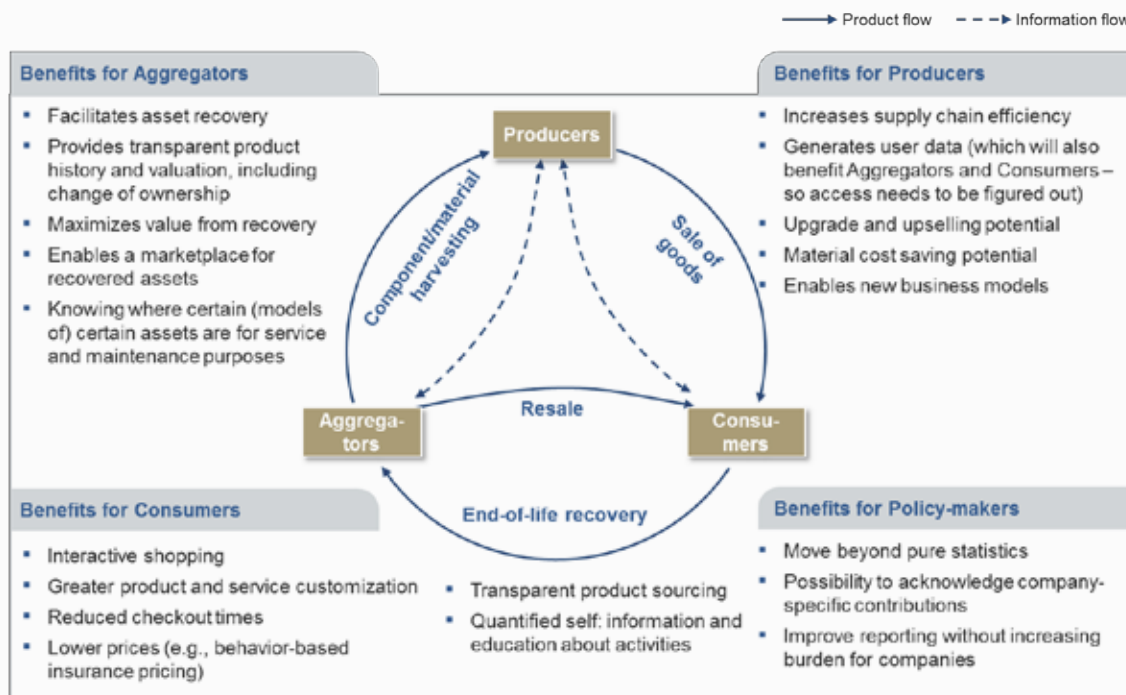 Product flow
Information flow
Benefits for Aggregators
Facilitates asset recovery
Provides transparent product
history and valuation, including
change of ownership
Maximizes value from recovery
Enables a marketplace for
recovered assets
Knowing where certain (models
of) certain assets are for service
and maintenance purposes
Benefits for Producers
Increases supply chain efficiency
Generates user data (which will also
benefit Aggregators and Consumers –
so access needs to be figured out)
Upgrade and upselling potential
Material cost saving potential
Enables new business models
Producers
Component/material
harvesting
Sale of
goods
Aggrega-
tors
Resale
Consu-
mers
End-of-life recovery
Benefits for Consumers
Interactive shopping
Greater product and service customization
Reduced checkout times
Lower prices (e.g., behavior-based
insurance pricing)
Transparent product sourcing
Quantified self: information and
education about activities
Benefits for Policy-makers
Move beyond pure statistics
Possibility to acknowledge company-
specific contributions
Improve reporting without increasing
burden for companies